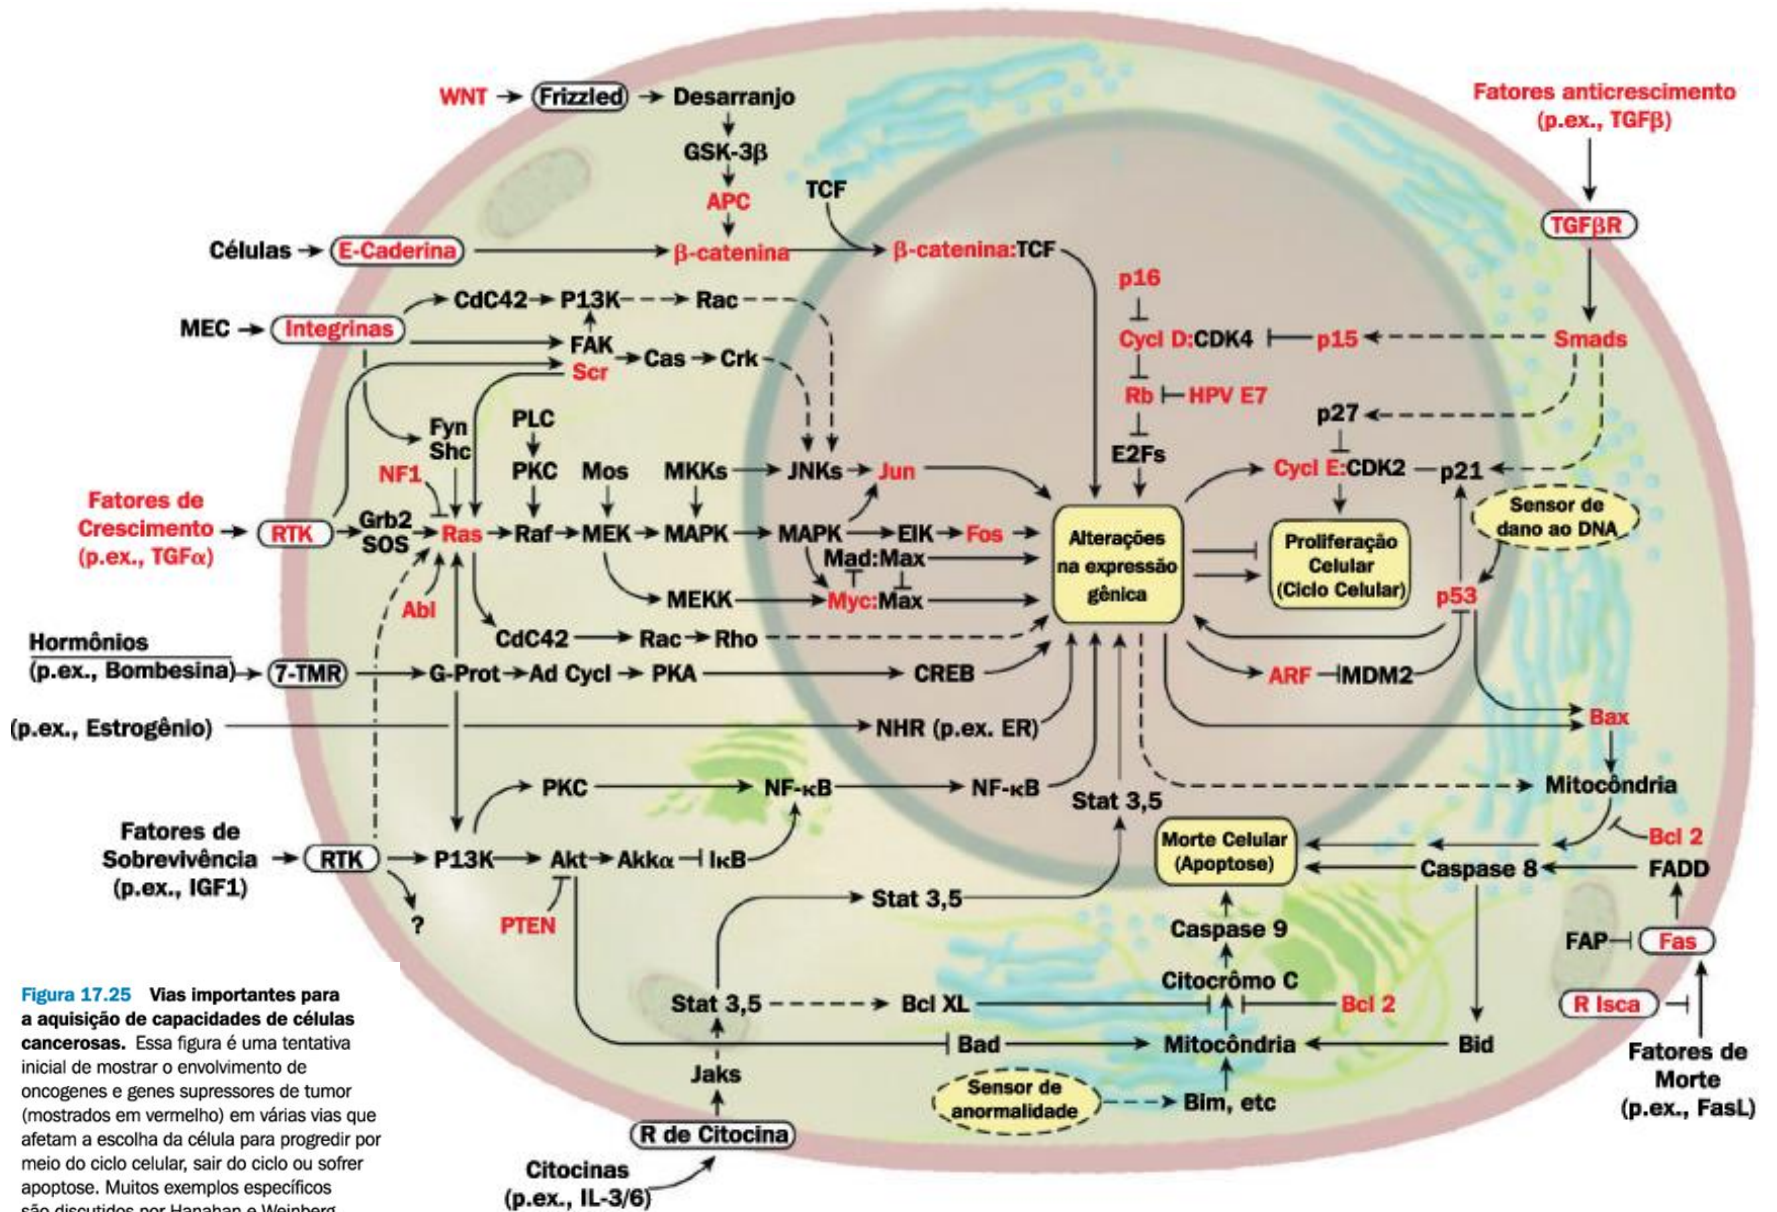 WNT
Frizzled
Desarranjo
GSK-3β
APC
TCF
Fatores anticrescimento
(p.ex., TGFβ)
TGFβR
Células
E-Caderina
β-catenina
β-catenina:TCF
p16
CdC42
P13K
Rac
MEC
Integrinas
FAK
Scr
Cas
Crk
Cycl D:CDK4
p15
Smads
Rb
HPV E7
p27
E2Fs
Cycl E:CDK2
p21
Fyn
Shc
PLC
NF1
PKC
Mos
MKKs
JNKs
Jun
Sensor de
dano ao DNA
Fatores de
Crescimento
(p.ex., TGFα)
RTK
Grb2
SOS
Ras
Raf
MEK
MAPK
MAPK
ElK
Fos
Mad:Max
Alterações
na expressão
gênica
Proliferação
Celular
(Ciclo Celular)
p53
Abl
MEKK
Myc:Max
CdC42
Rac
Rho
Hormônios
(p.ex., Bombesina)
7-TMR
G-Prot
Ad Cycl
PKA
CREB
ARF
MDM2
(p.ex., Estrogênio)
NHR (p.ex. ER)
Bax
PKC
NF-κB
NF-κB
Stat 3,5
Mitocôndria
Fatores de
Sobrevivência
(p.ex., IGF1)
RTK
P13K
Akt
Akkα
IκB
Morte Celular
(Apoptose)
Bcl 2
Caspase 8
FADD
?
PTEN
Stat 3,5
Caspase 9
FAP
Fas
Citocrômo C
Stat 3,5
Bcl XL
Bcl 2
R Isca
Bad
Mitocôndria
Bid
Fatores de
Morte
(p.ex., FasL)
Jaks
Sensor de
anormalidade
Bim, etc
R de Citocina
Citocinas
(p.ex., IL-3/6)
Figura 17.25 Vias importantes para
a aquisição de capacidades de células
cancerosas. Essa figura é uma tentativa
inicial de mostrar o envolvimento de
oncogenes e genes supressores de tumor
(mostrados em vermelho) em várias vias que
afetam a escolha da célula para progredir por
meio do ciclo celular, sair do ciclo ou sofrer
apoptose. Muitos exemplos específicos
são discutidos por Hanahan e Weinberg